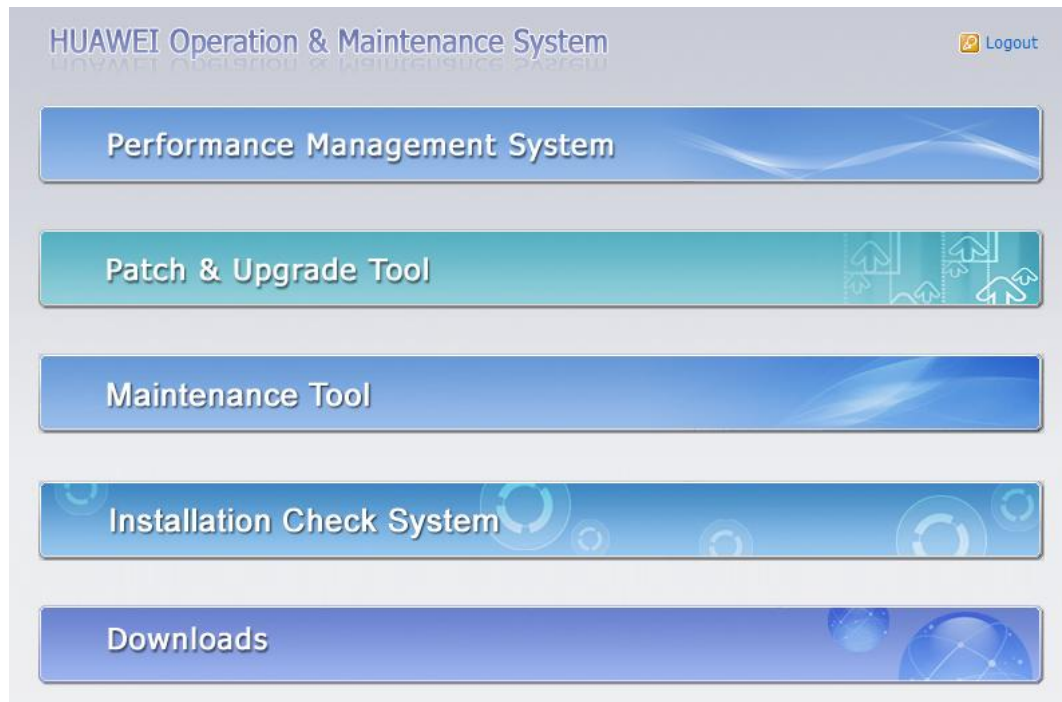 HUAWEI Operation & Maintenance System
Logout
Performance Management System
Patch & Upgrade Tool
Maintenance Tool
Installation Check System
Downloads